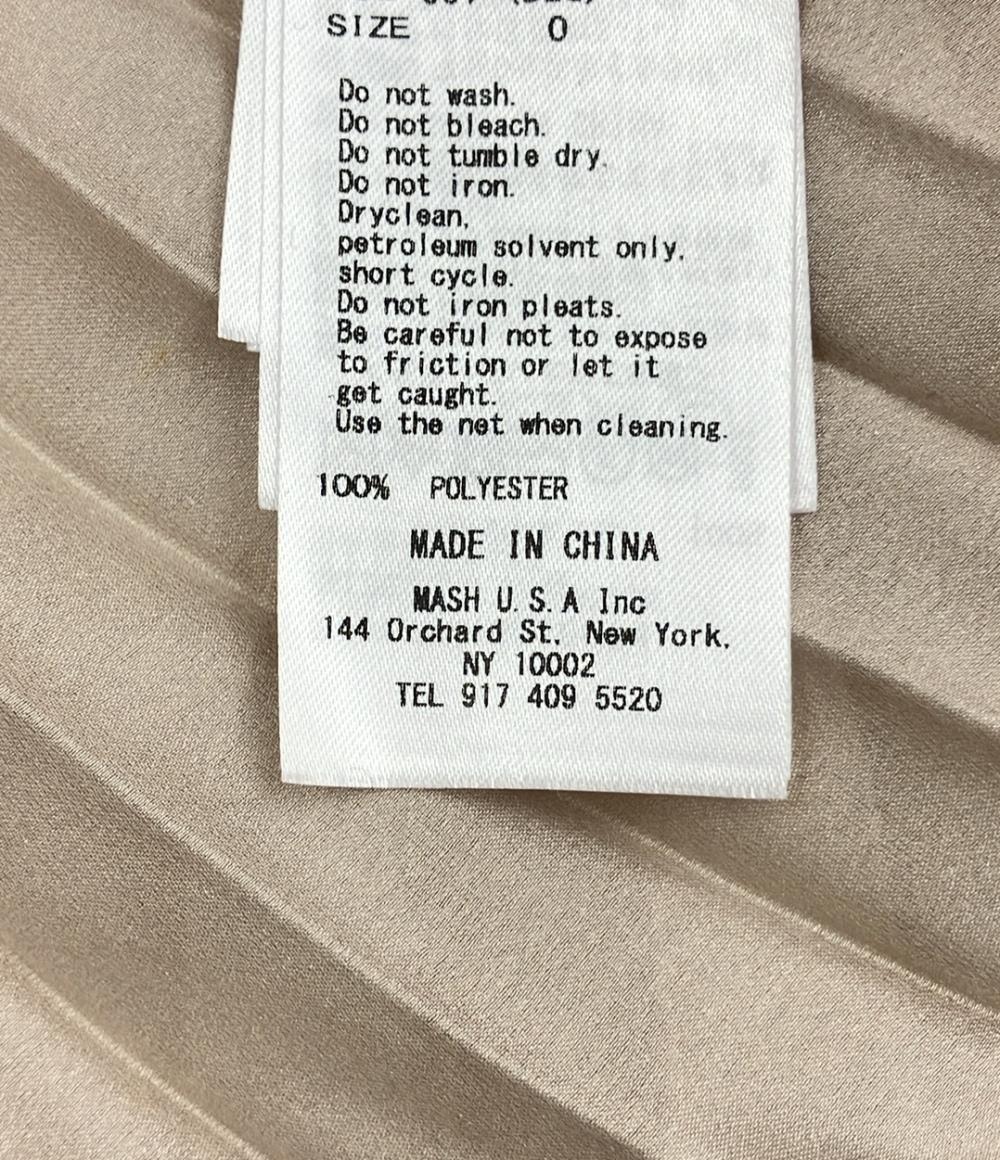 SIZE 0
Do not wash.
Do not bleach.
Do not tumble dry.
Do not iron.
Dryclean,
petroleum solvent only,
short cycle.
Do not iron pleats.
Be careful not to expose
to friction or let it
get caught.
Use the net when cleaning.
100% POLYESTER
MADE IN CHINA
MASH U.S.A Inc
144 Orchard St. New York,
NY 10002
TEL 917 409 5520